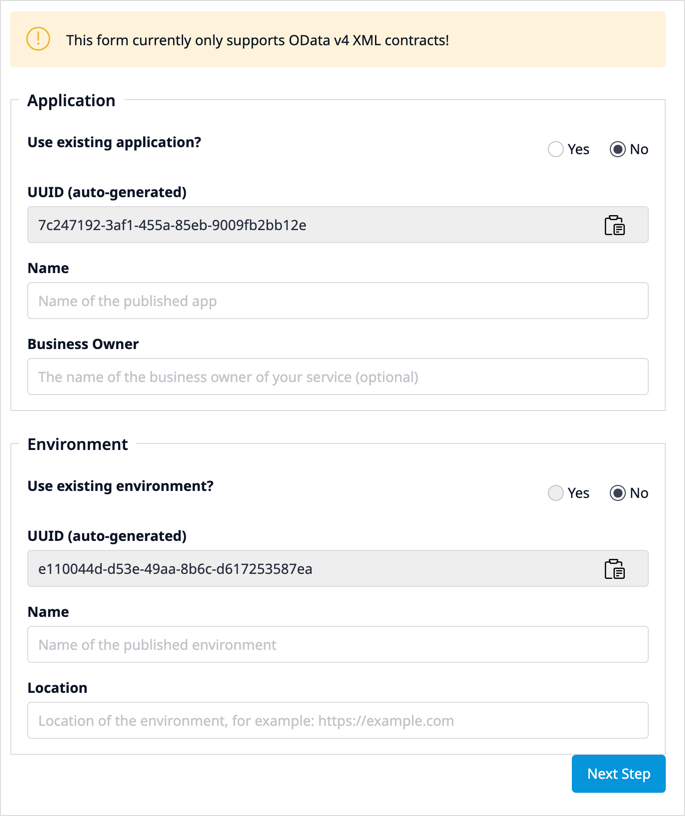 This form currently only supports OData v4 XML contracts!
Application
Use existing application?
Yes No
UUID (auto-generated)
7c247192-3af1-455a-85eb-9009fb2bb12e
Name
Name of the published app
Business Owner
The name of the business owner of your service (optional)
Environment
Use existing environment?
Yes No
UUID (auto-generated)
e110044d-d53e-49aa-8b6c-d617253587ea
Name
Name of the published environment
Location
Location of the environment, for example: https://example.com
Next Step